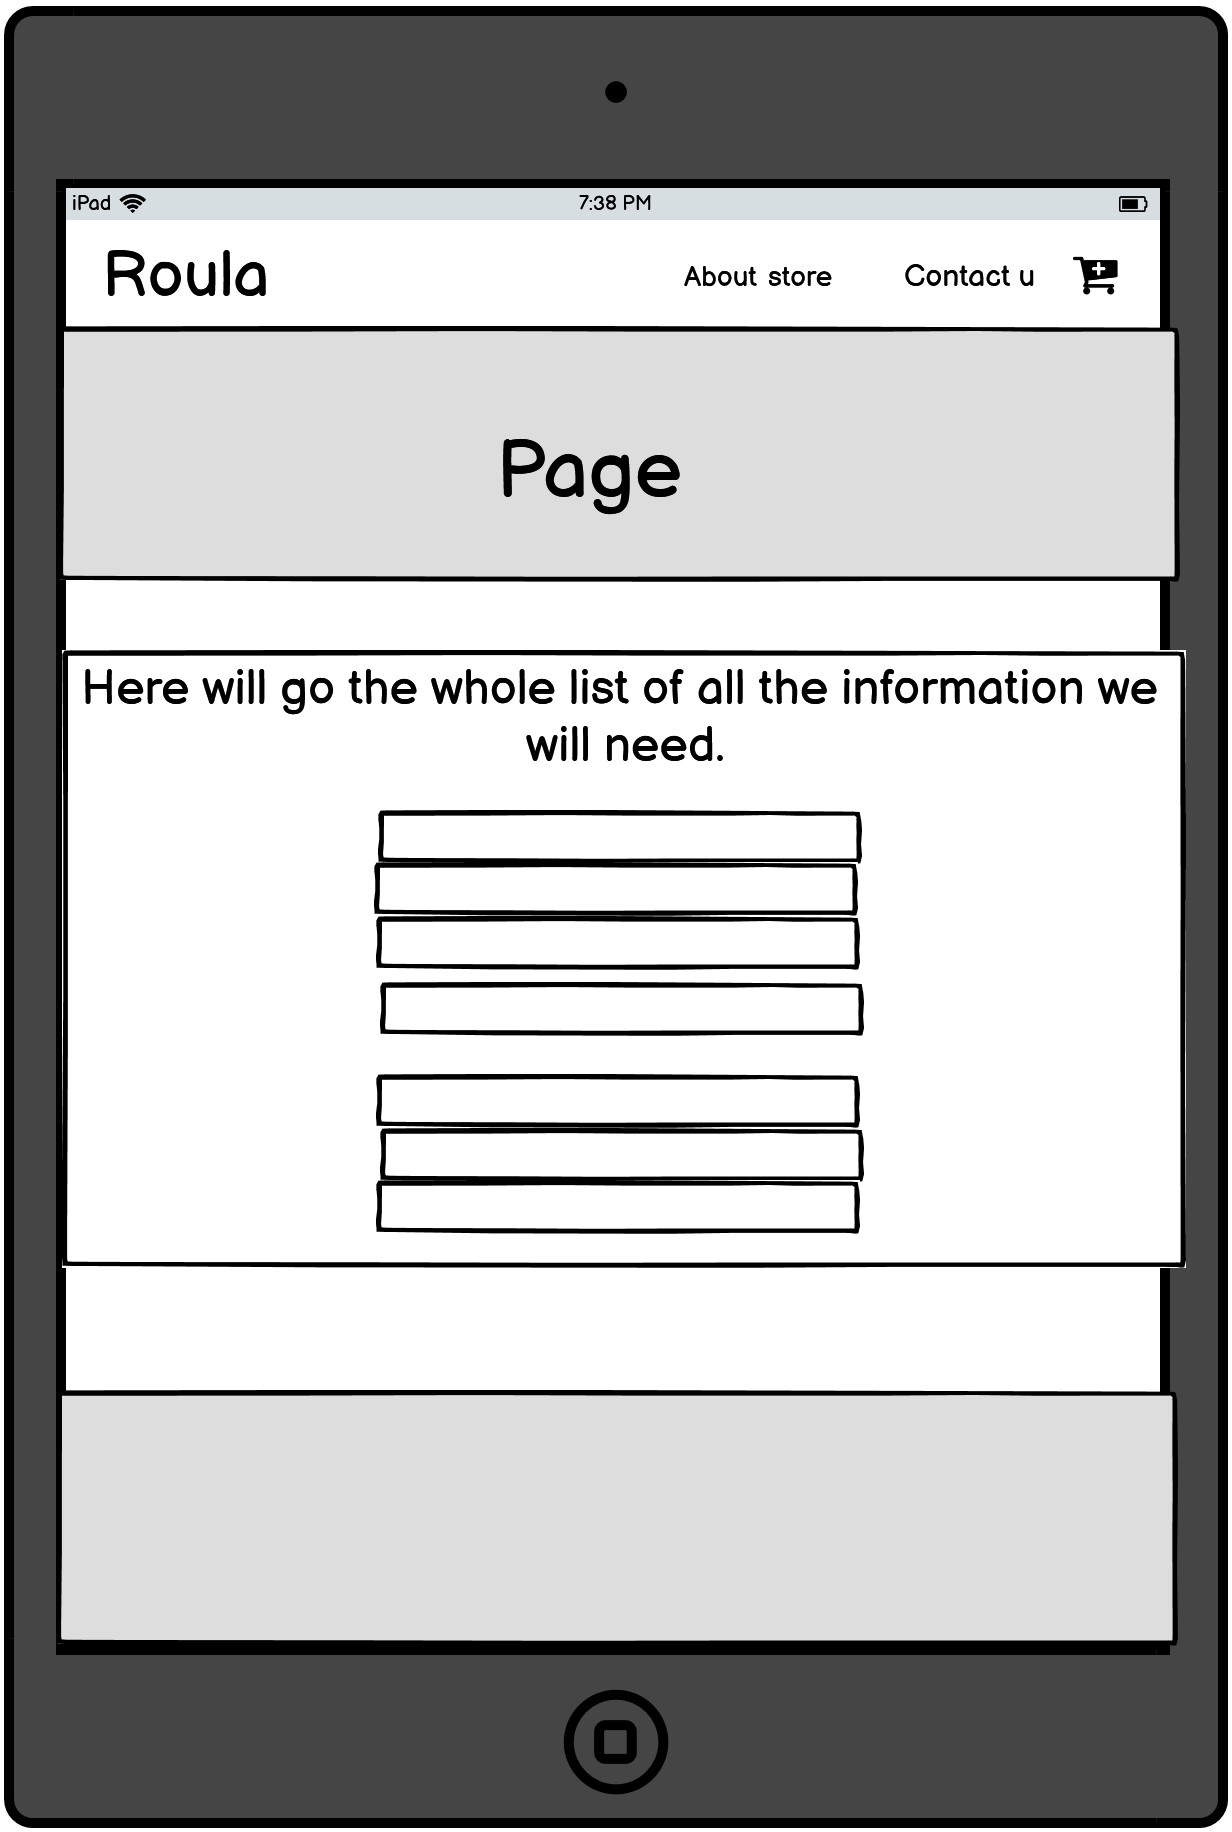 iPad 7:38 PM
Roula About store Contact u
Page
Here will go the whole list of all the information we
will need.